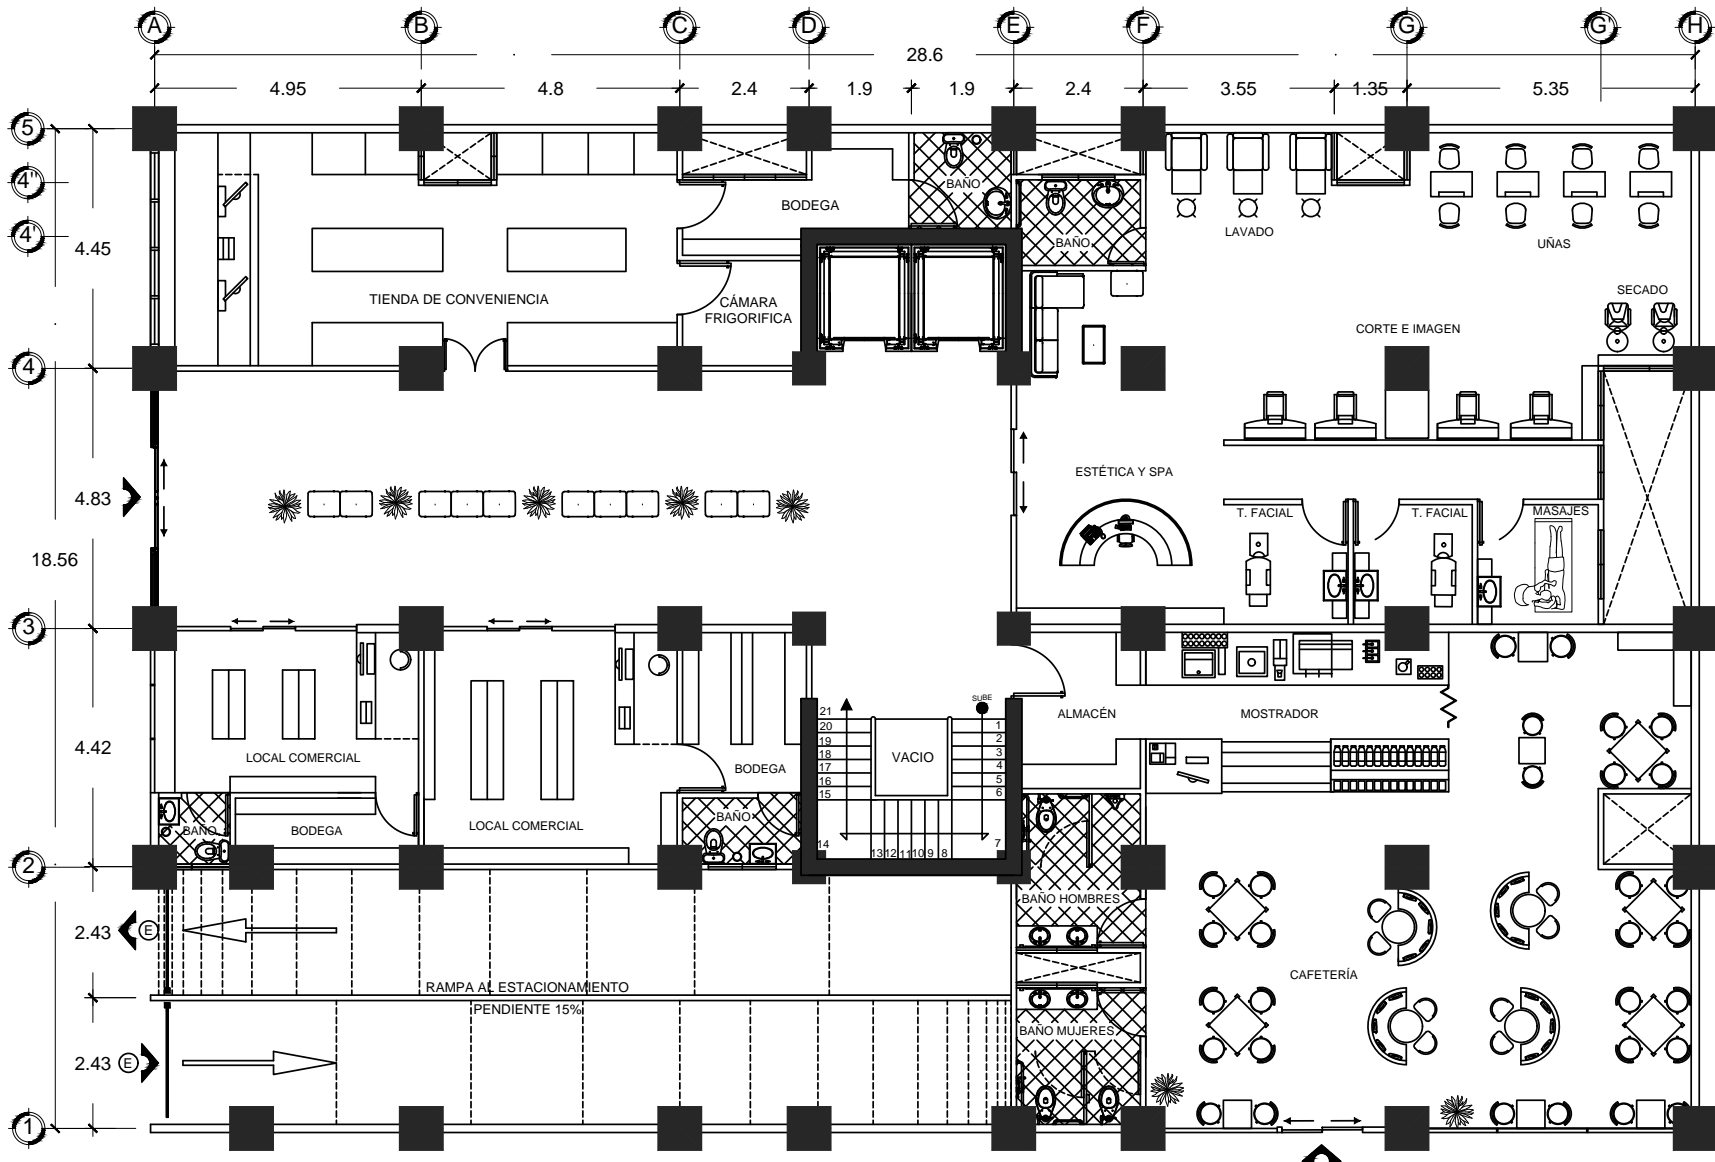 A B C D E F G G' H
28.6
4.95 4.8 2.4 1.9 1.9 2.4 3.55 1.35 5.35
5
4''
4'
4.45
4
4.83
18.56
3
4.42
2
2.43
2.43
1
BAÑO
BODEGA
BAÑO
LAVADO
UÑAS
TIENDA DE CONVENIENCIA
CÁMARA
FRIGORIFICA
SECADO
CORTE E IMAGEN
ESTÉTICA Y SPA
T. FACIAL
T. FACIAL
MASAJES
SUBE
21
20
19
18
17
16
15
14
13
12
11
10
9
8
7
6
5
4
3
2
1
VACIO
ALMACÉN
MOSTRADOR
LOCAL COMERCIAL
BODEGA
BAÑO
BODEGA
LOCAL COMERCIAL
BAÑO
BAÑO HOMBRES
E
RAMPA AL ESTACIONAMIENTO
PENDIENTE 15%
CAFETERÍA
BAÑO MUJERES
E